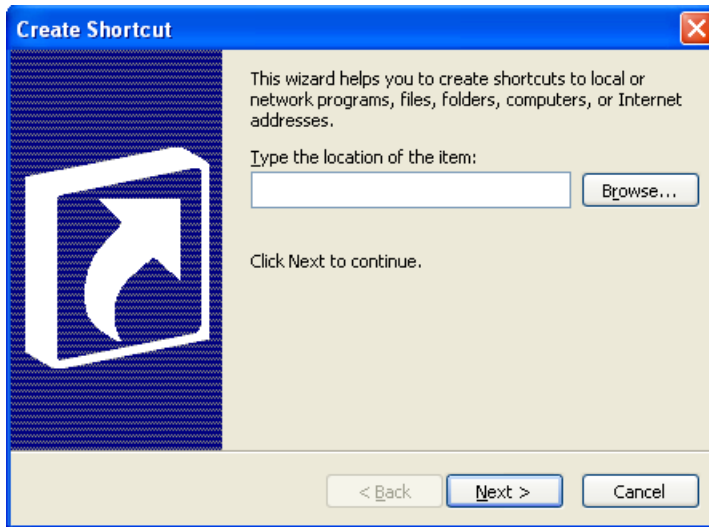 Create Shortcut
This wizard helps you to create shortcuts to local or
network programs, files, folders, computers, or Internet
addresses.
Type the location of the item:
Browse...
Click Next to continue.
< Back
Next >
Cancel